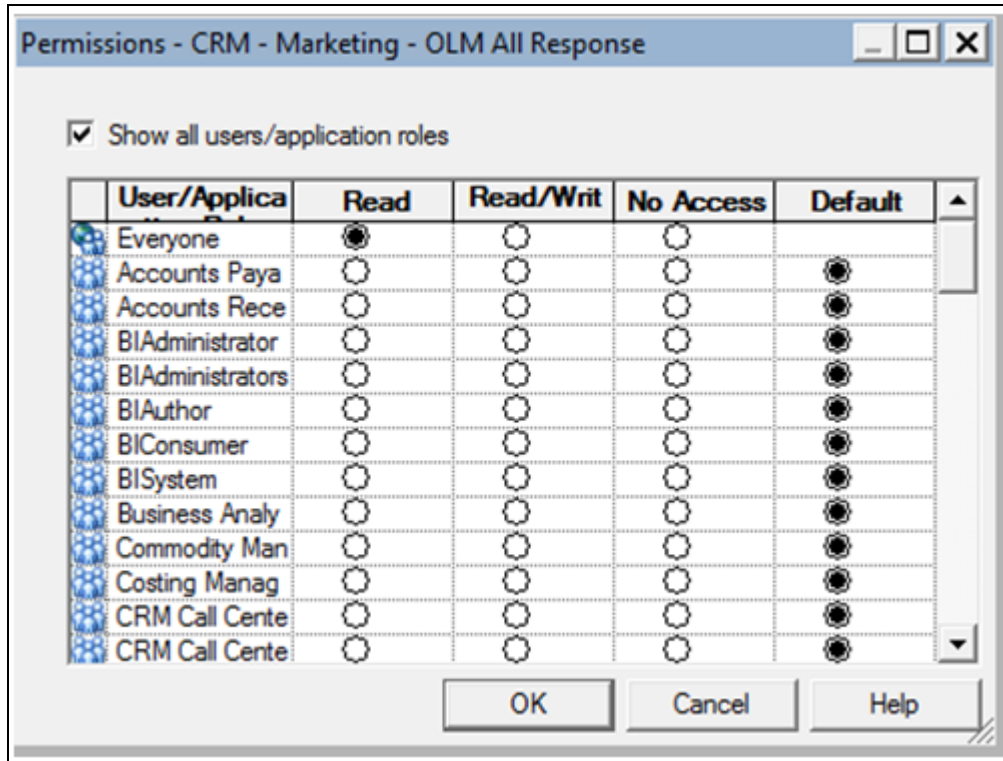 Permissions - CRM - Marketing - OLM All Response
Show all users/application roles
User/Applica Read Read/Writ No Access Default
Everyone
Accounts Paya
Accounts Rece
BIAdministrator
BIAdministrators
BIAuthor
BIConsumer
BISystem
Business Analy
Commodity Man
Costing Manag
CRM Call Cente
CRM Call Cente
OK Cancel Help